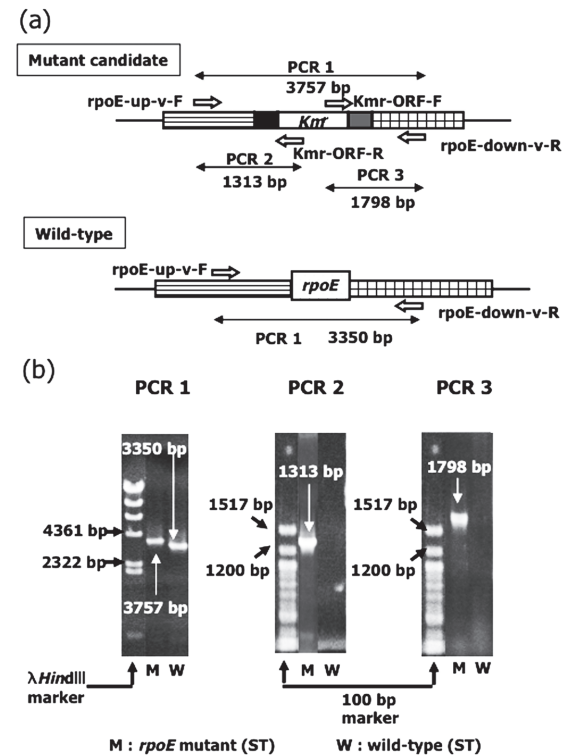 (a)
Mutant candidate
PCR 1
3757 bp
rpoE-up-v-F
Kmr-ORF-F
Kmʳ
Kmr-ORF-R
rpoE-down-v-R
PCR 2
1313 bp
PCR 3
1798 bp
Wild-type
rpoE-up-v-F
rpoE
rpoE-down-v-R
PCR 1 3350 bp
(b)
PCR 1 PCR 2 PCR 3
3350 bp
1313 bp
1798 bp
1517 bp
1517 bp
4361 bp
2322 bp
1200 bp
1200 bp
3757 bp
M W M W M W
λHindIII
marker
100 bp
marker
M : rpoE mutant (ST) W : wild-type (ST)